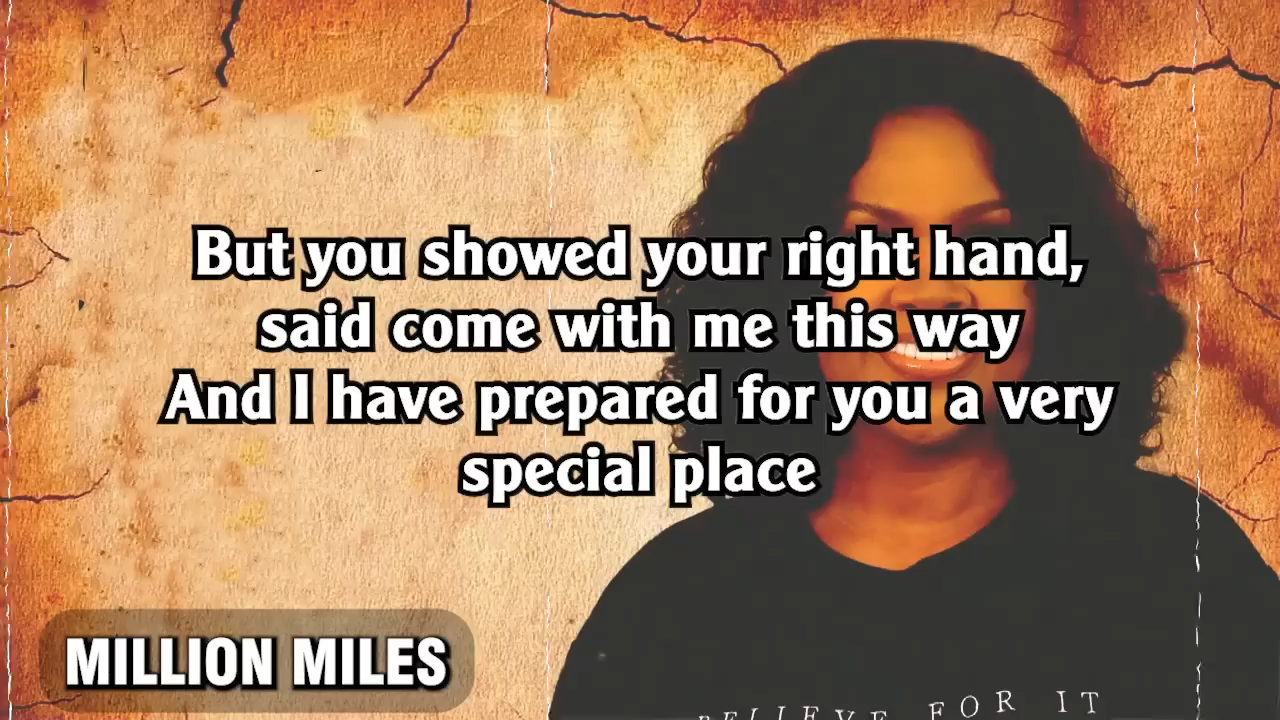 But you showed your right hand,
said come with me this way
And I have prepared for you a very
special place
MILLION MILES
BELIEVE FOR IT